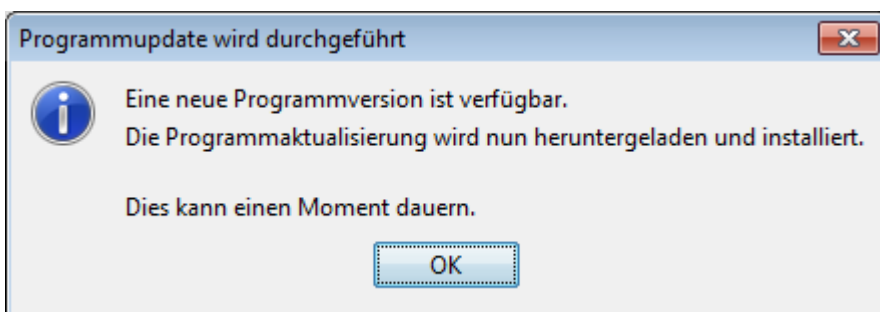 Programmupdate wird durchgeführt
Eine neue Programmversion ist verfügbar.
Die Programmaktualisierung wird nun heruntergeladen und installiert.
Dies kann einen Moment dauern.
OK